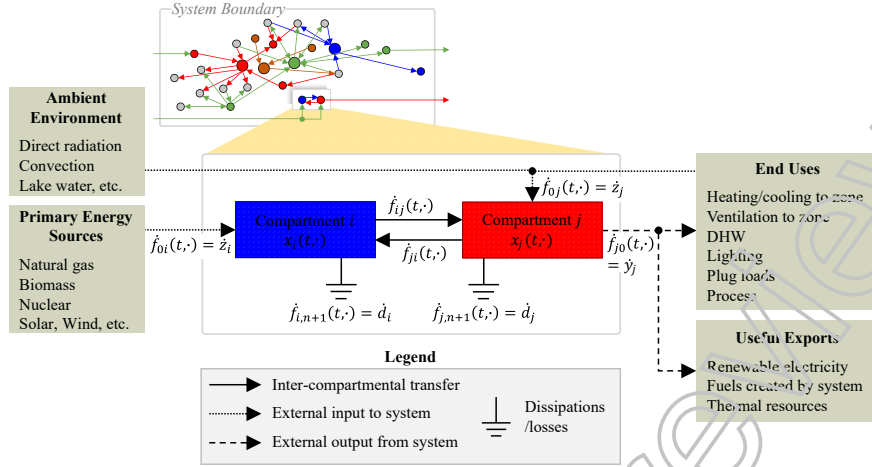 System Boundary
Ambient
Environment
Direct radiation
Convection
Lake water, etc.
Primary Energy
Sources
Natural gas
Biomass
Nuclear
Solar, Wind, etc.
ḟ₀ᵢ(t,·) = żᵢ
Compartment i
xᵢ(t,·)
ḟᵢⱼ(t,·)
ḟⱼᵢ(t,·)
ḟ₀ⱼ(t,·) = żⱼ
Compartment j
xⱼ(t,·)
ḟⱼ₀(t,·)
= ẏⱼ
ḟᵢ,ₙ₊₁(t,·) = ḋᵢ
ḟⱼ,ₙ₊₁(t,·) = ḋⱼ
End Uses
Heating/cooling to zone
Ventilation to zone
DHW
Lighting
Plug loads
Process
Useful Exports
Renewable electricity
Fuels created by system
Thermal resources
Legend
Inter-compartmental transfer
External input to system
External output from system
Dissipations
/losses